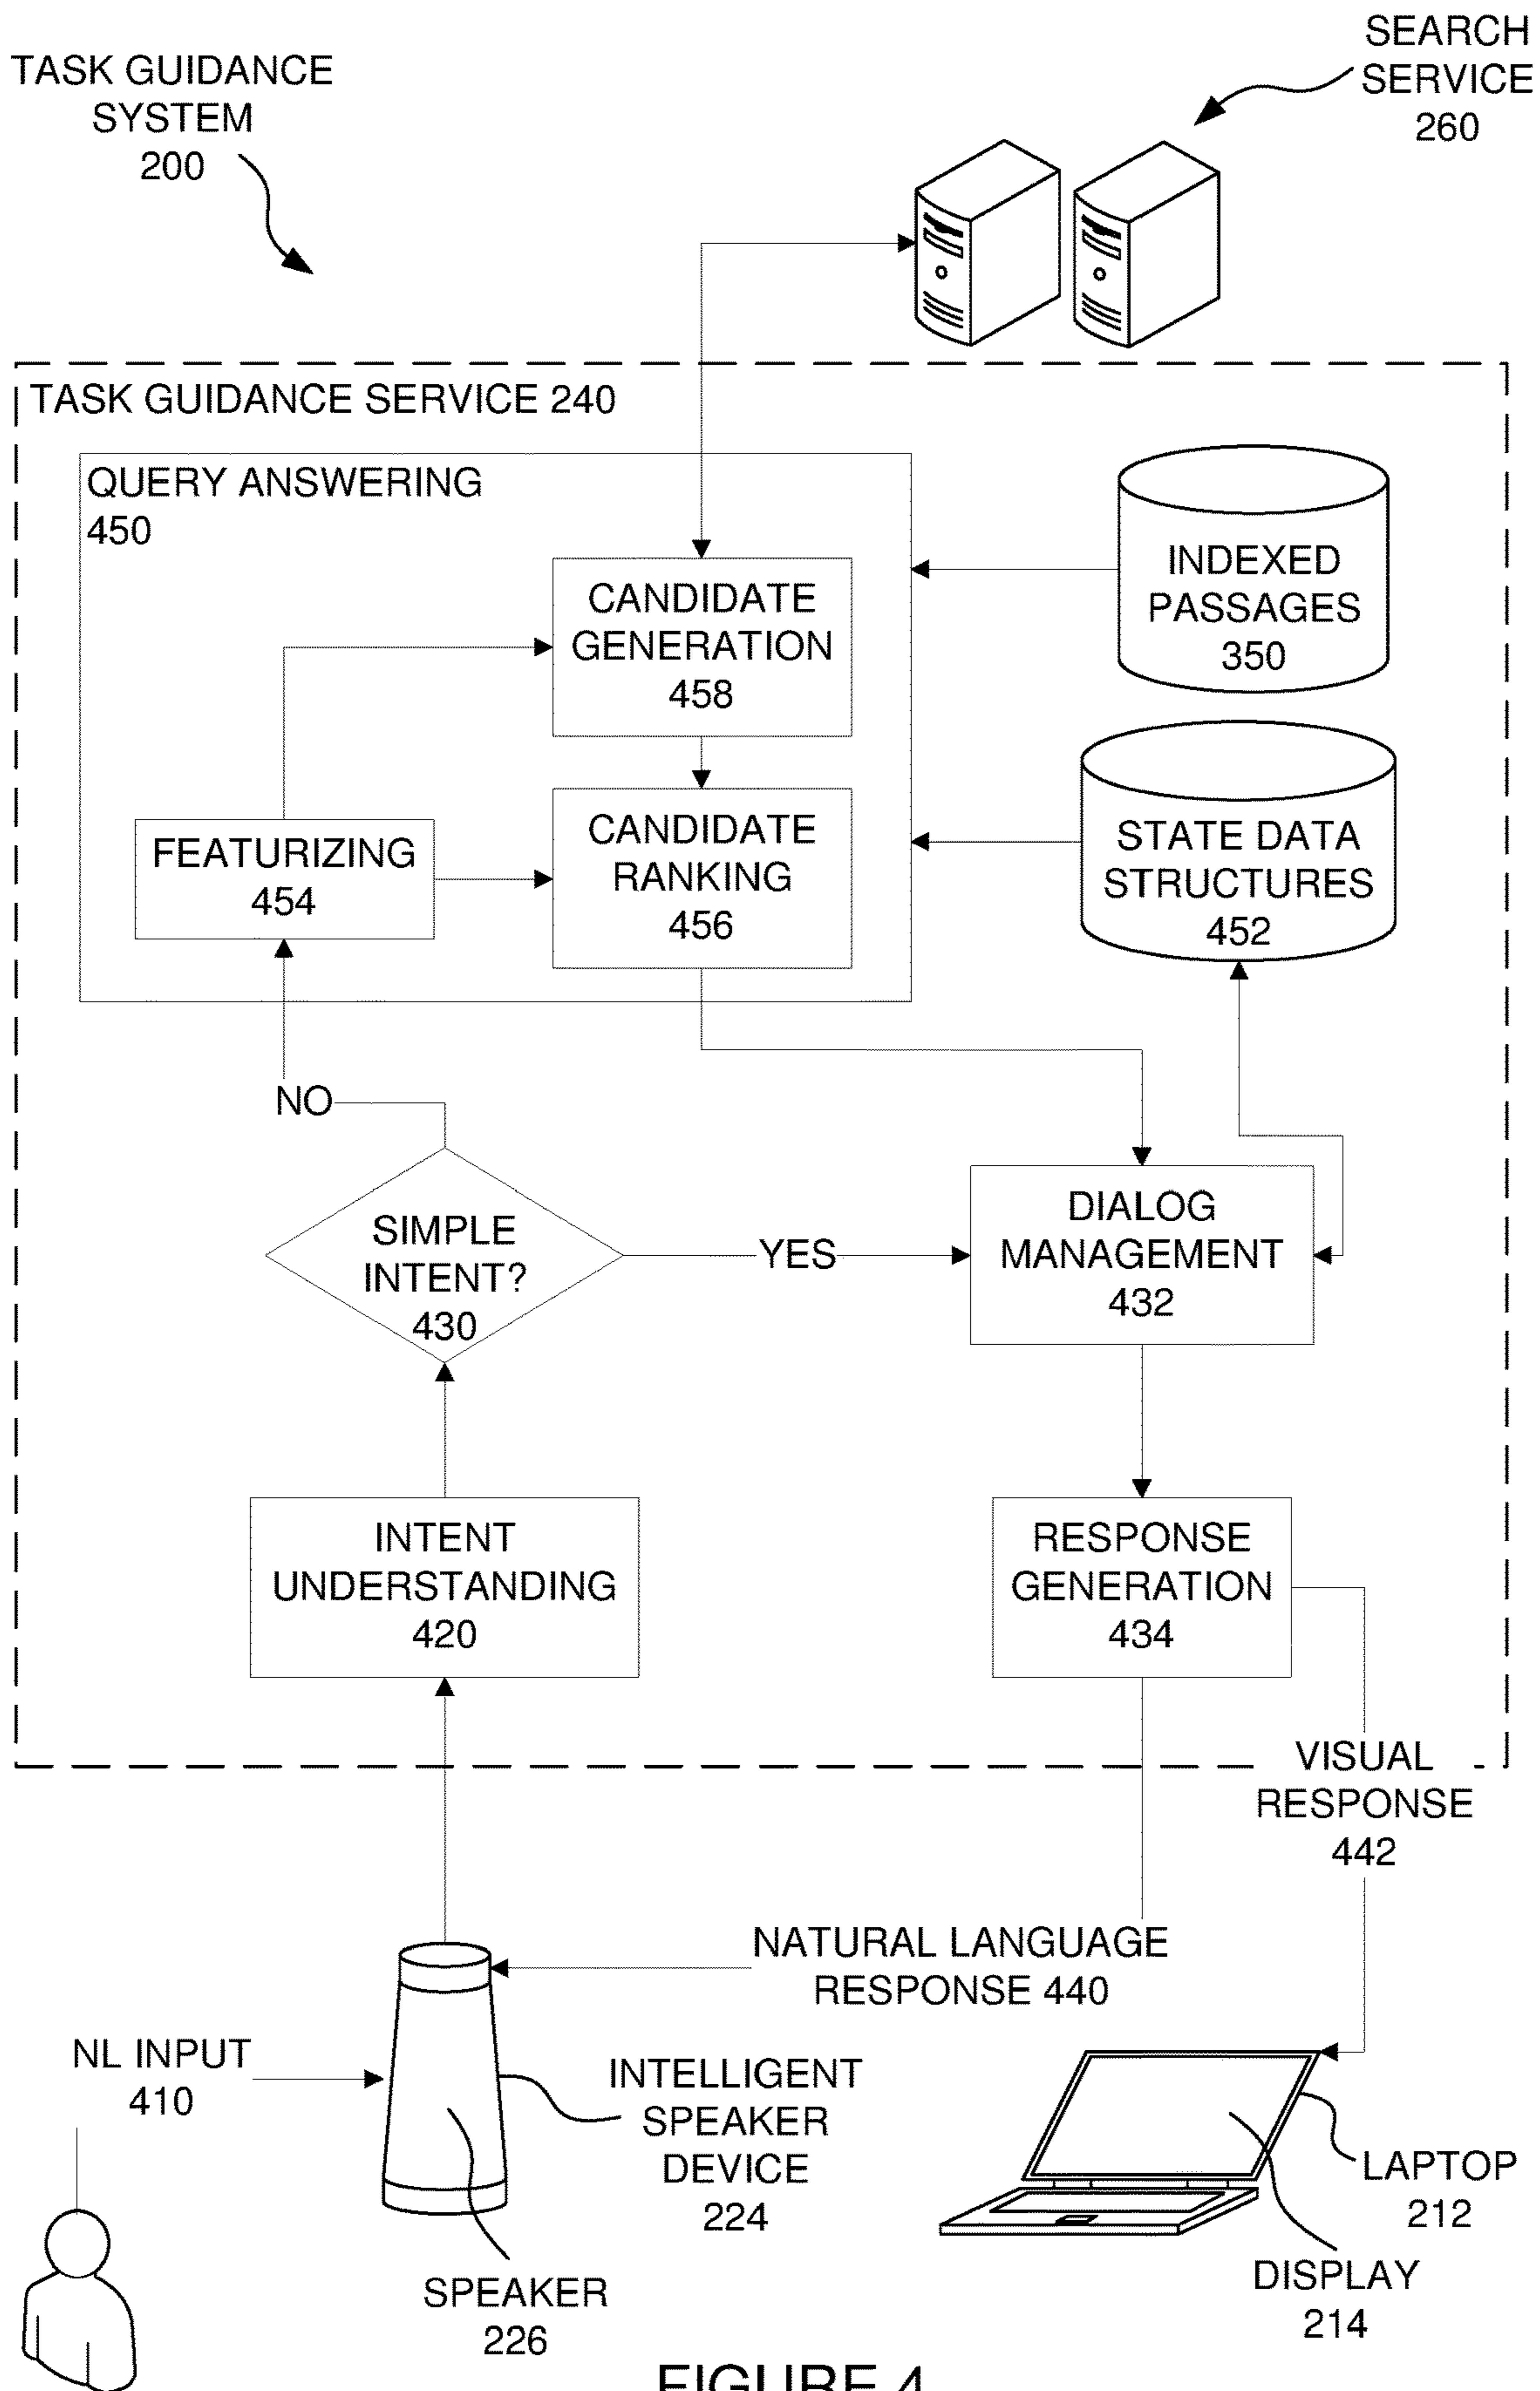 SEARCH
SERVICE
260
TASK GUIDANCE
SYSTEM
200
TASK GUIDANCE SERVICE 240
QUERY ANSWERING
450
CANDIDATE
GENERATION
458
INDEXED
PASSAGES
350
FEATURIZING
454
CANDIDATE
RANKING
456
STATE DATA
STRUCTURES
452
NO
SIMPLE
INTENT?
430
YES
DIALOG
MANAGEMENT
432
INTENT
UNDERSTANDING
420
RESPONSE
GENERATION
434
VISUAL
RESPONSE
442
NATURAL LANGUAGE
RESPONSE 440
NL INPUT
410
INTELLIGENT
SPEAKER
DEVICE
224
LAPTOP
212
SPEAKER
226
DISPLAY
214
FIGURE 4